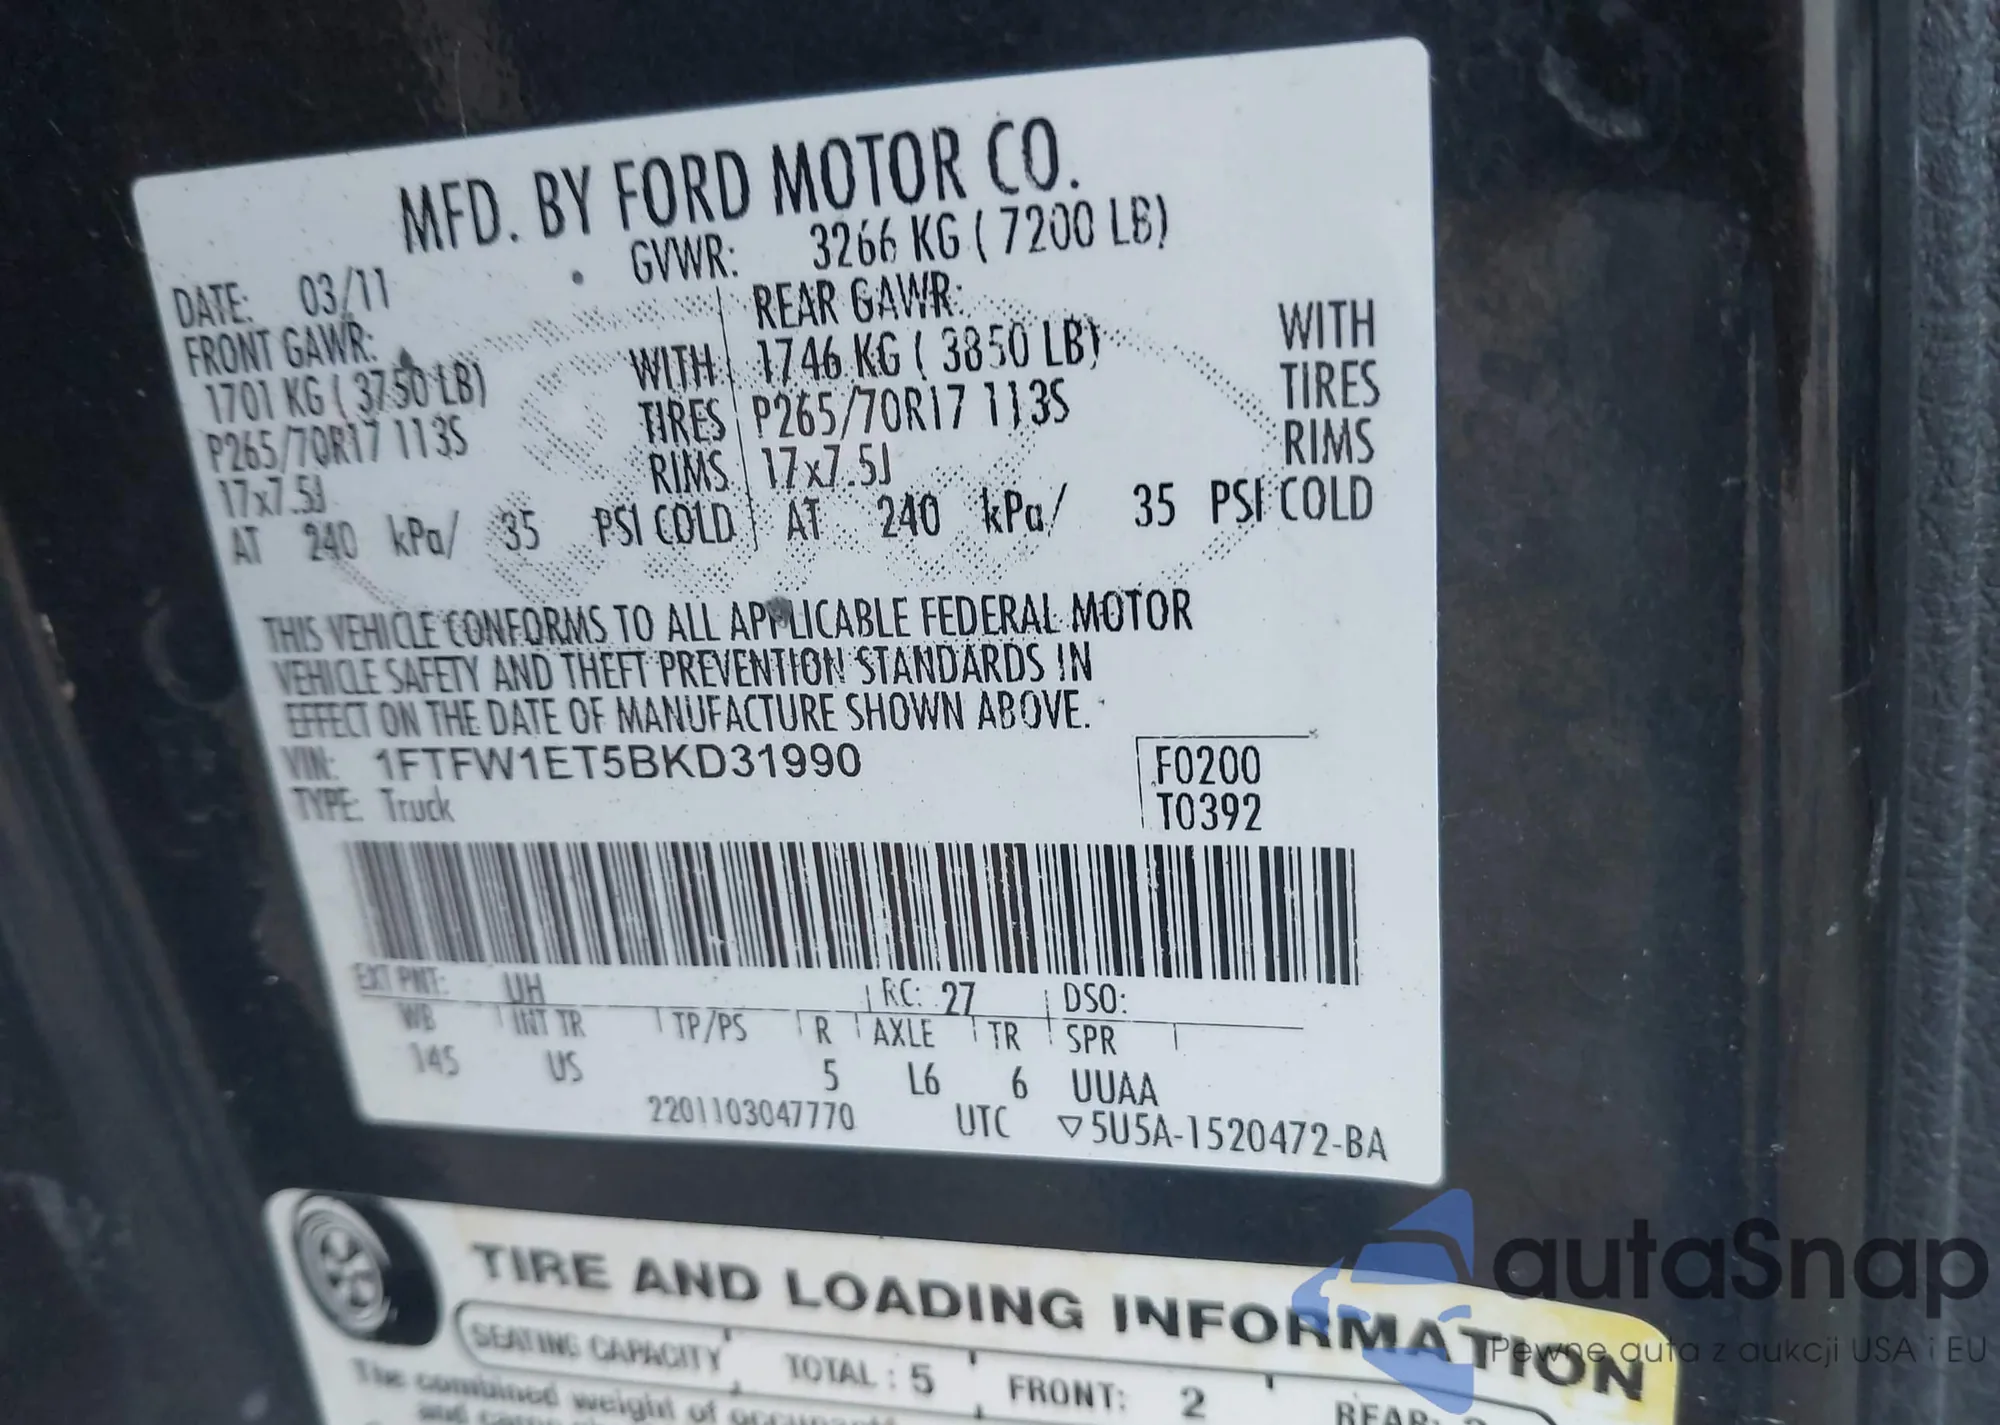 MFD. BY FORD MOTOR CO.
DATE: 03/11 GVWR: 3266 KG ( 7200 LB)
FRONT GAWR: REAR GAWR:
1701 KG ( 3750 LB) WITH 1746 KG ( 3850 LB) WITH
P265/70R17 113S TIRES P265/70R17 113S TIRES
17x7.5J RIMS 17x7.5J RIMS
AT 240 kPa/ 35 PSI COLD AT 240 kPa/ 35 PSI COLD
THIS VEHICLE CONFORMS TO ALL APPLICABLE FEDERAL MOTOR
VEHICLE SAFETY AND THEFT PREVENTION STANDARDS IN
EFFECT ON THE DATE OF MANUFACTURE SHOWN ABOVE.
VIN: 1FTFW1ET5BKD31990 F0200
TYPE: Truck T0392
EXT PNT: UH RC: 27 DSO:
WB INT TR TP/PS R AXLE TR SPR
145 US 5 L6 6 UUAA
2201103047770 UTC ▽5U5A-1520472-BA
TIRE AND LOADING INFORMATION
SEATING CAPACITY TOTAL : 5 FRONT: 2 REAR:
The combined weight of
autaSnap
Pewne auta z aukcji USA i EU